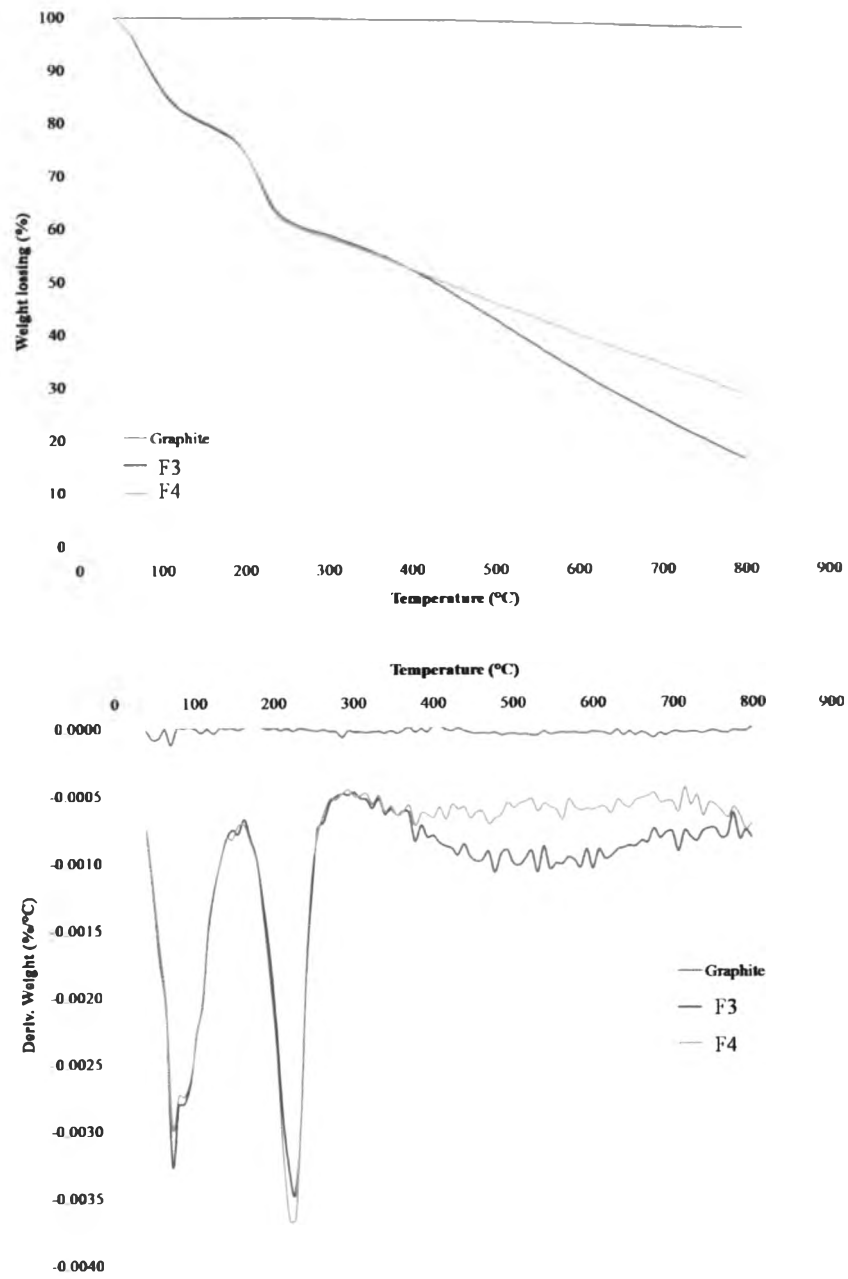 100
90
80
70
60
50
40
30
20
10
0
Weight lossing (%)
Graphite
F3
F4
0 100 200 300 400 500 600 700 800 900
Temperature (°C)
Temperature (°C)
0 100 200 300 400 500 600 700 800 900
0.0000
-0.0005
-0.0010
-0.0015
-0.0020
-0.0025
-0.0030
-0.0035
-0.0040
Deriv. Weight (%/°C)
Graphite
F3
F4